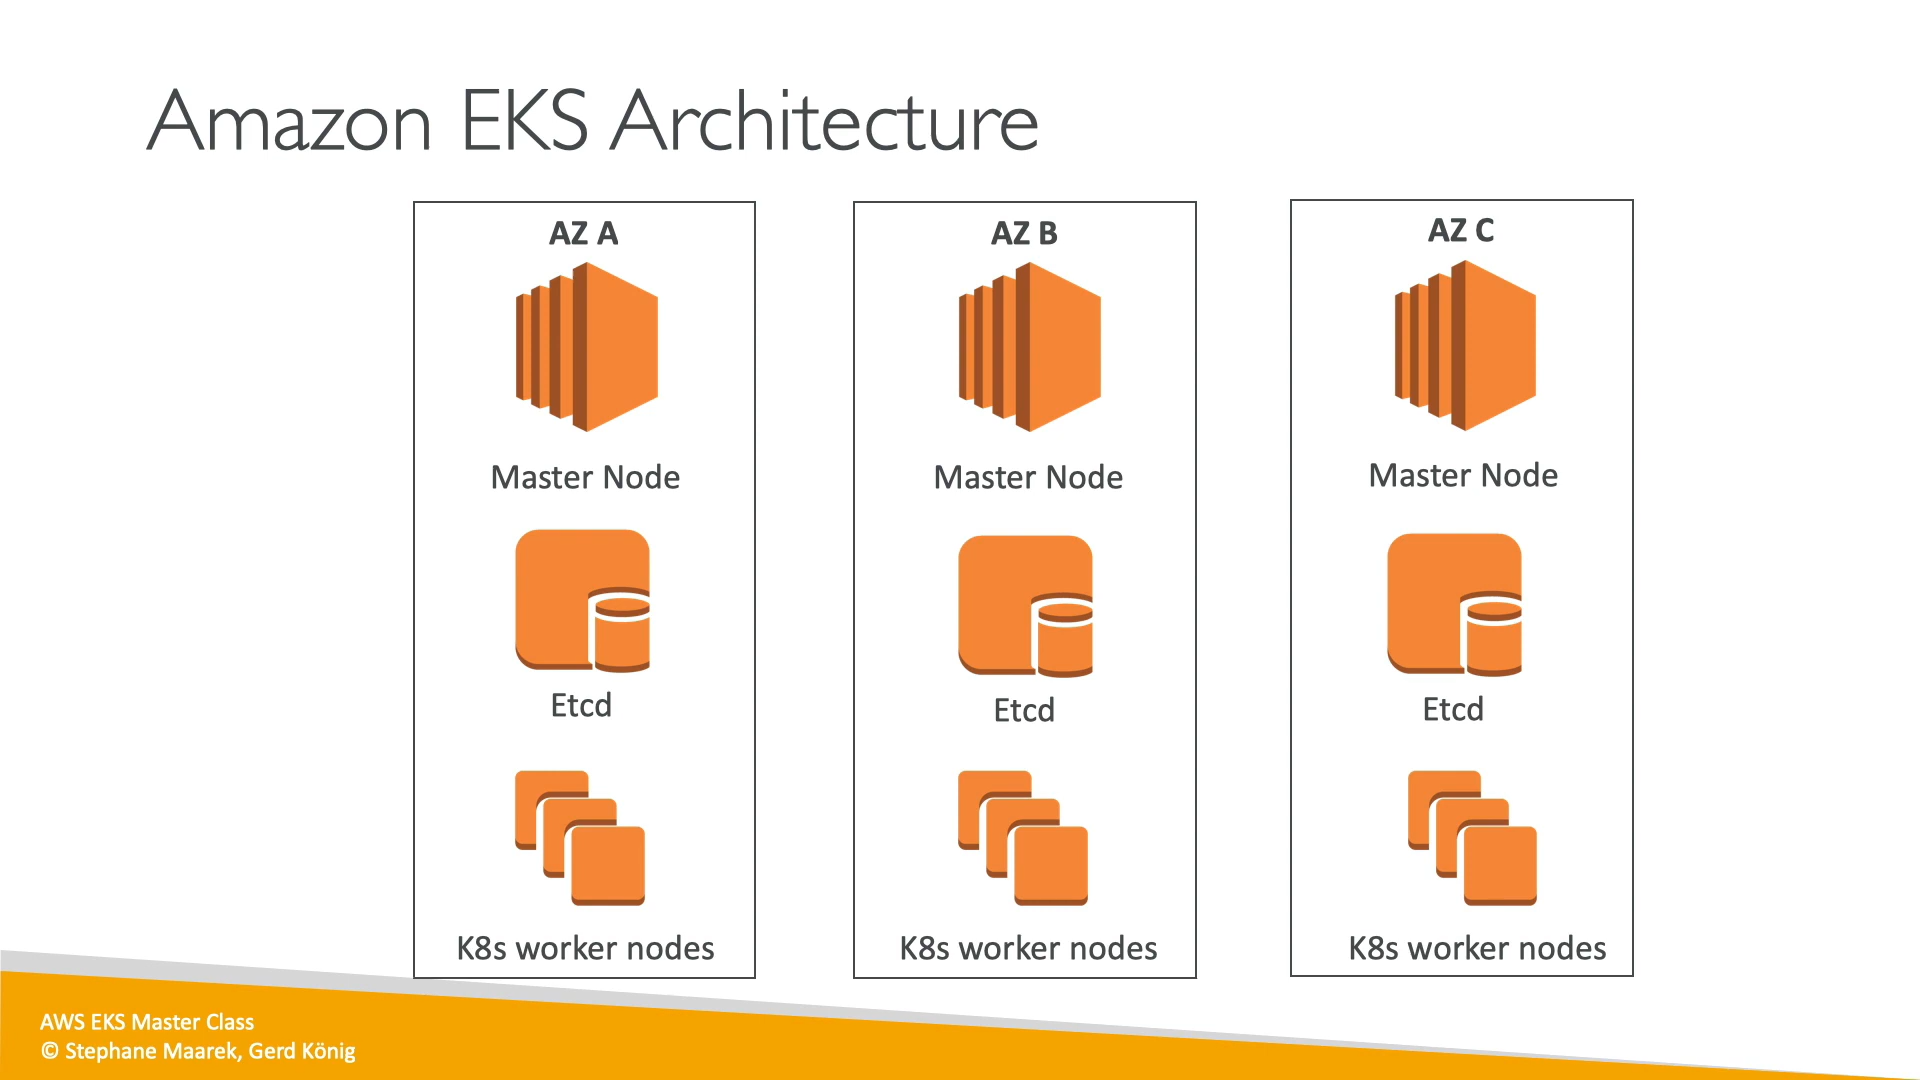 Amazon EKS Architecture
AZ A
Master Node
Etcd
K8s worker nodes
AZ B
Master Node
Etcd
K8s worker nodes
AZ C
Master Node
Etcd
K8s worker nodes
AWS EKS Master Class
© Stephane Maarek, Gerd König